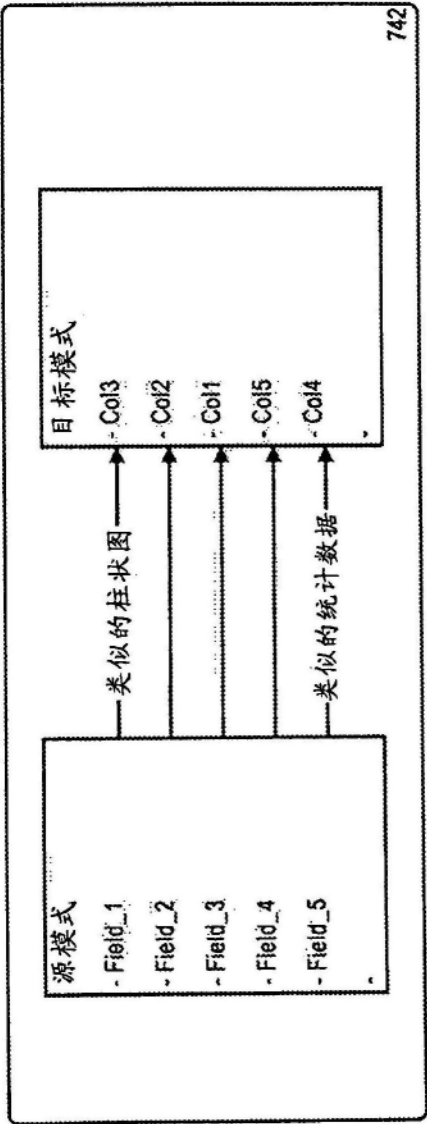 源模式
- Field_1
- Field_2
- Field_3
- Field_4
- Field_5
类似的柱状图
类似的统计数据
目标模式
- Col3
- Col2
- Col1
- Col5
- Col4
742